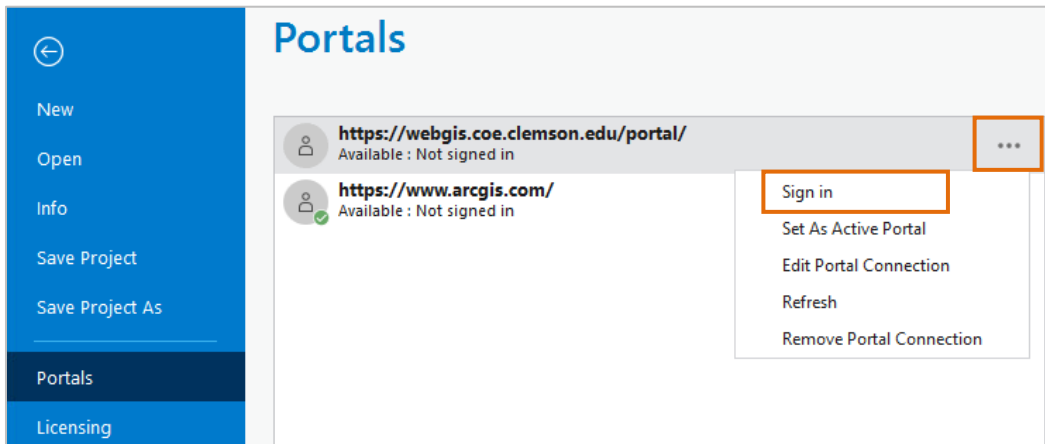 Portals
New
Open
Info
Save Project
Save Project As
Portals
Licensing
https://webgis.coe.clemson.edu/portal/
Available : Not signed in
https://www.arcgis.com/
Available : Not signed in
Sign in
Set As Active Portal
Edit Portal Connection
Refresh
Remove Portal Connection